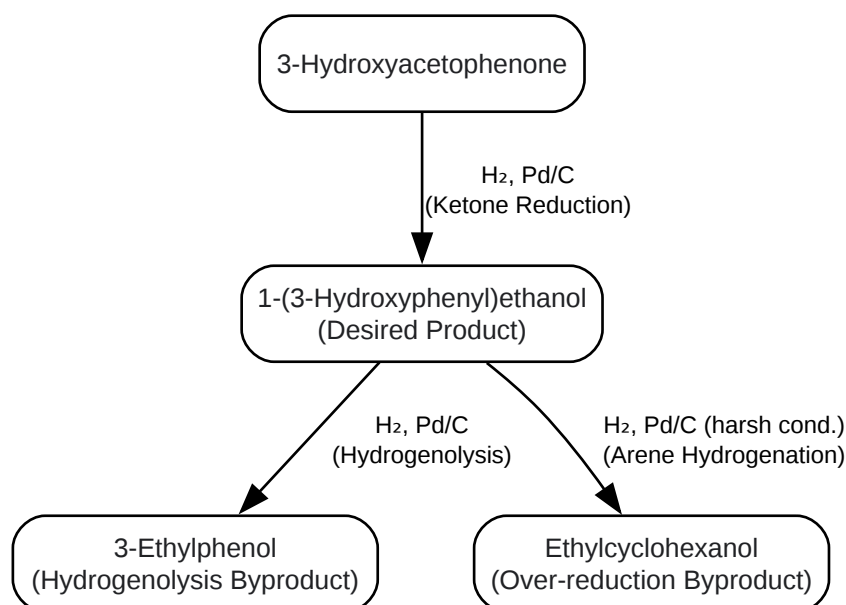 3-Hydroxyacetophenone
H₂, Pd/C
(Ketone Reduction)
1-(3-Hydroxyphenyl)ethanol
(Desired Product)
H₂, Pd/C
(Hydrogenolysis)
H₂, Pd/C (harsh cond.)
(Arene Hydrogenation)
3-Ethylphenol
(Hydrogenolysis Byproduct)
Ethylcyclohexanol
(Over-reduction Byproduct)